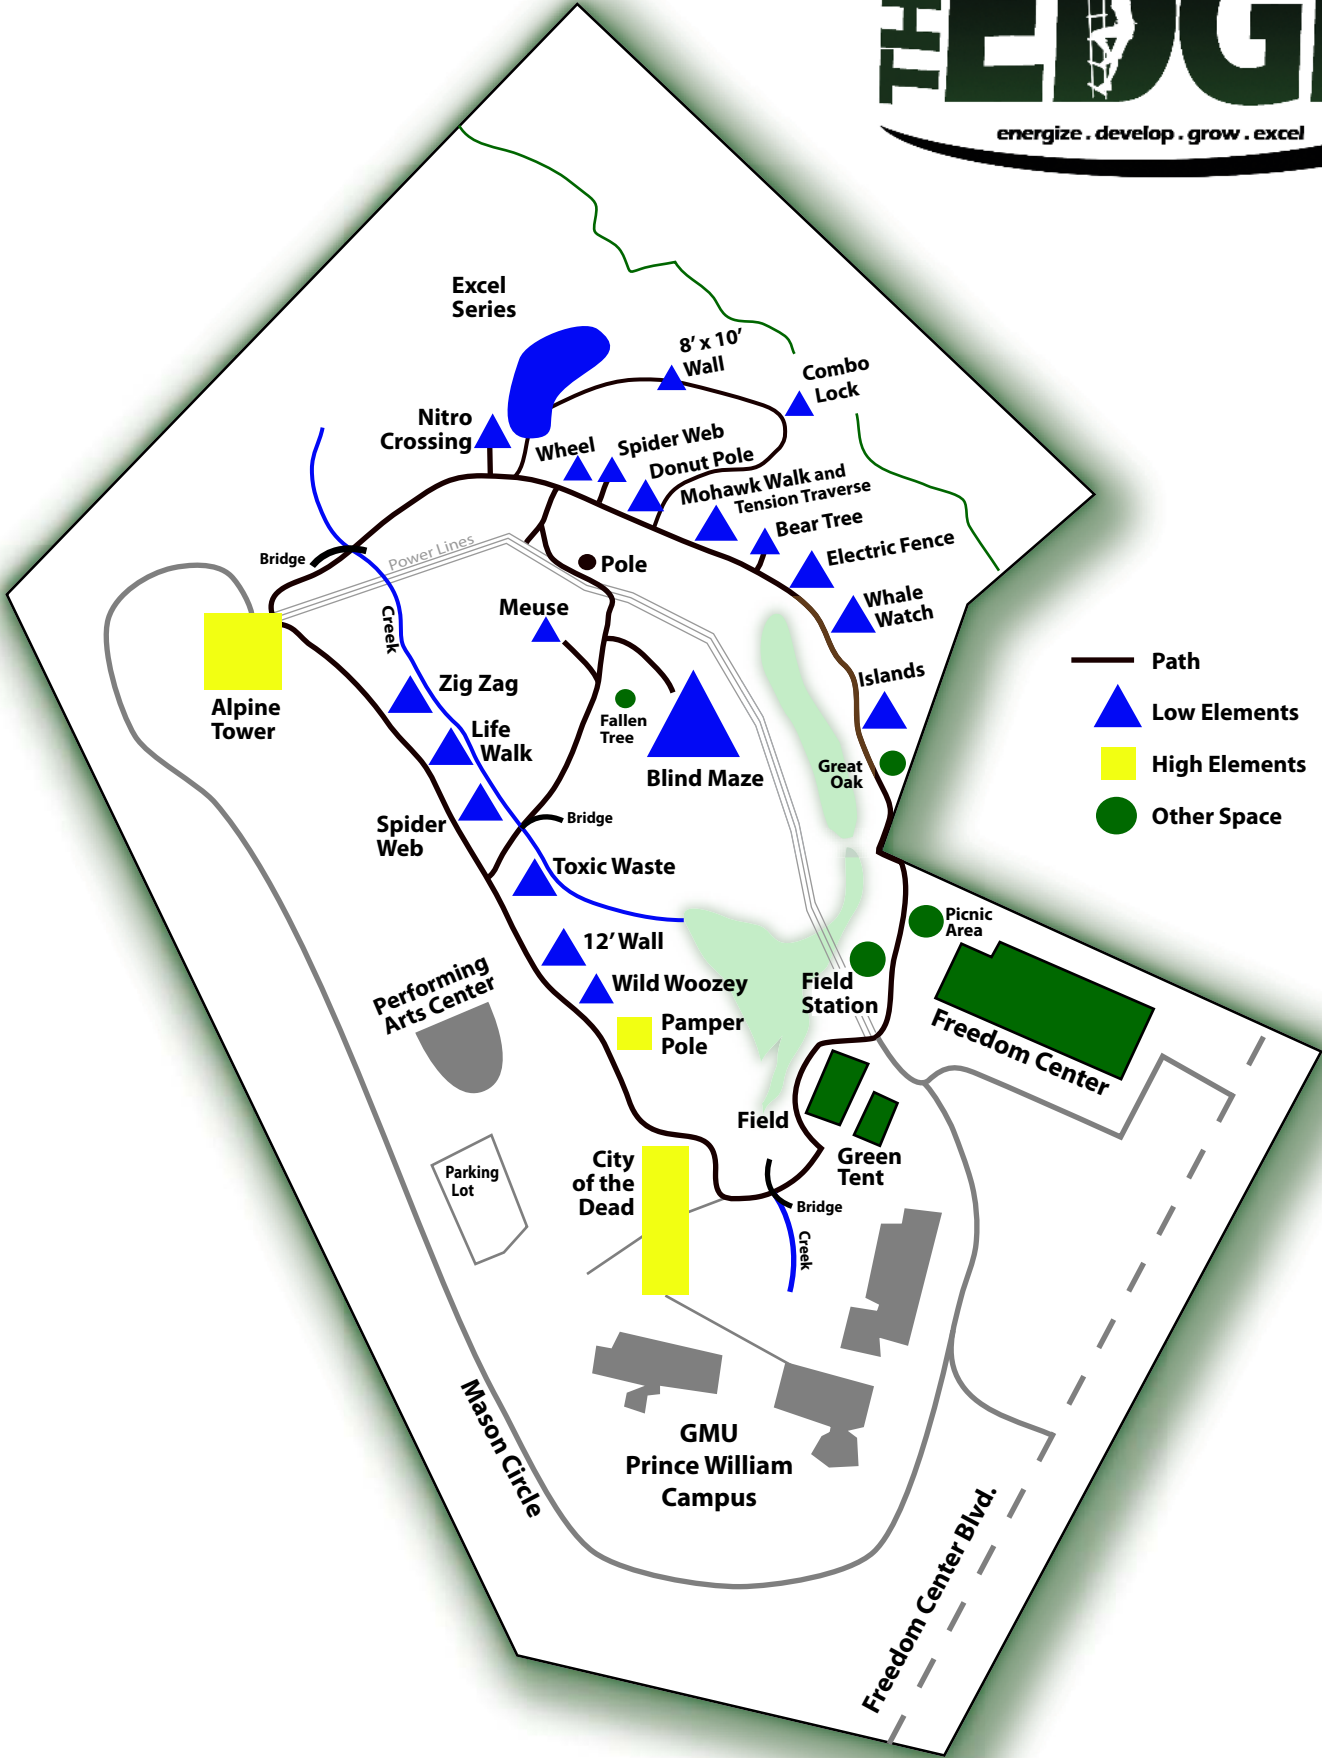 TH
EDG
energize . develop . grow . excel
Excel
Series
8' x 10'
Wall
Combo
Lock
Nitro
Crossing
Wheel
Spider Web
Donut Pole
Mohawk Walk and
Tension Traverse
Bear Tree
Electric Fence
Whale
Watch
Bridge
Power Lines
Pole
Creek
Meuse
Islands
Path
Low Elements
High Elements
Other Space
Alpine
Tower
Zig Zag
Life
Walk
Fallen
Tree
Blind Maze
Great
Oak
Spider
Web
Bridge
Toxic Waste
12' Wall
Wild Woozey
Pamper
Pole
Performing
Arts Center
Picnic
Area
Field
Station
Freedom Center
Field
Green
Tent
City
of the
Dead
Parking
Lot
Bridge
Creek
GMU
Prince William
Campus
Mason Circle
Freedom Center Blvd.